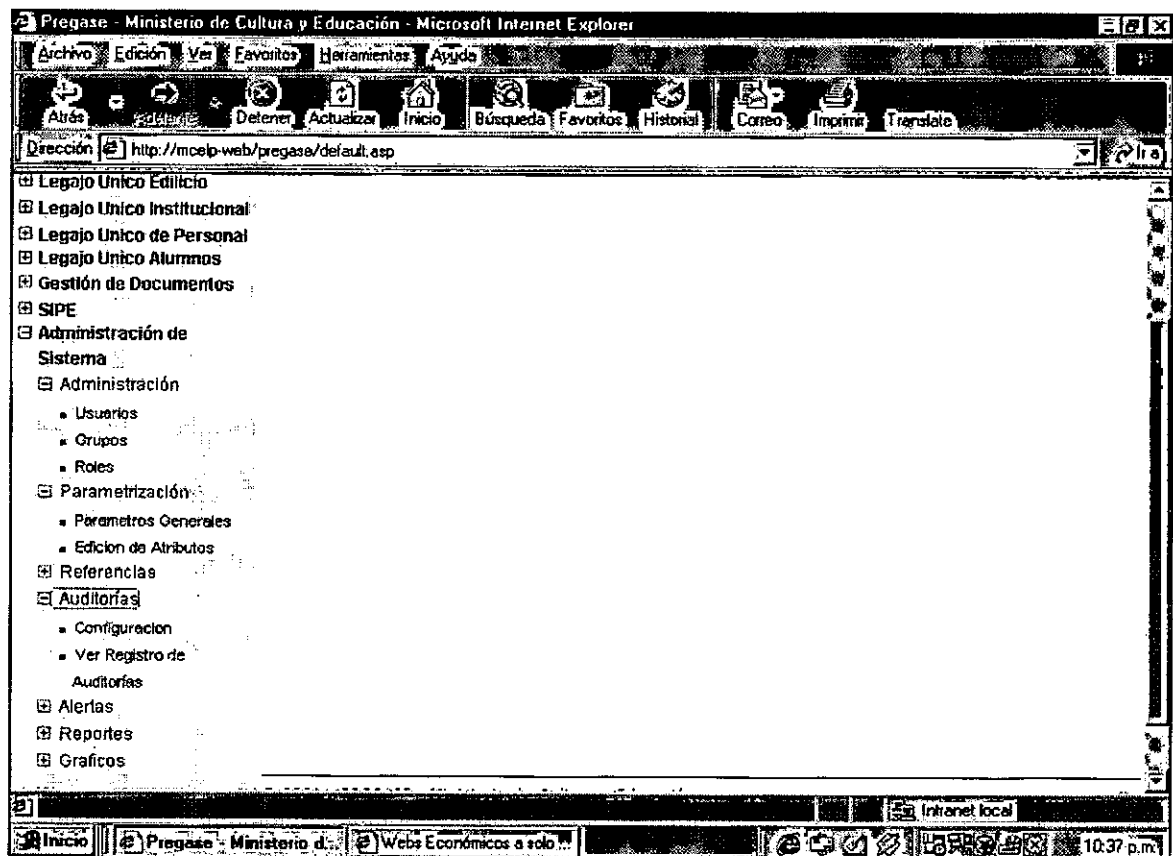 Pregase - Ministerio de Cultura y Educación - Microsoft Internet Explorer
Archivo Edición Ver Favoritos Herramientas Ayuda
Atrás Adelante Detener Actualizar Inicio Búsqueda Favoritos Historial Correo Imprimir Translate
Dirección http://mcelp-web/pregase/default.asp Ir a
Legajo Unico Edilicio
Legajo Unico Institucional
Legajo Unico de Personal
Legajo Unico Alumnos
Gestión de Documentos
SIPE
Administración de
Sistema
Administración
Usuarios
Grupos
Roles
Parametrización
Parametros Generales
Edicion de Atributos
Referencias
Auditorías
Configuracion
Ver Registro de
Auditorías
Alertas
Reportes
Graficos
Intranet local
Inicio Pregase - Ministerio d... Webs Económicos a solo ... 10:37 p.m.